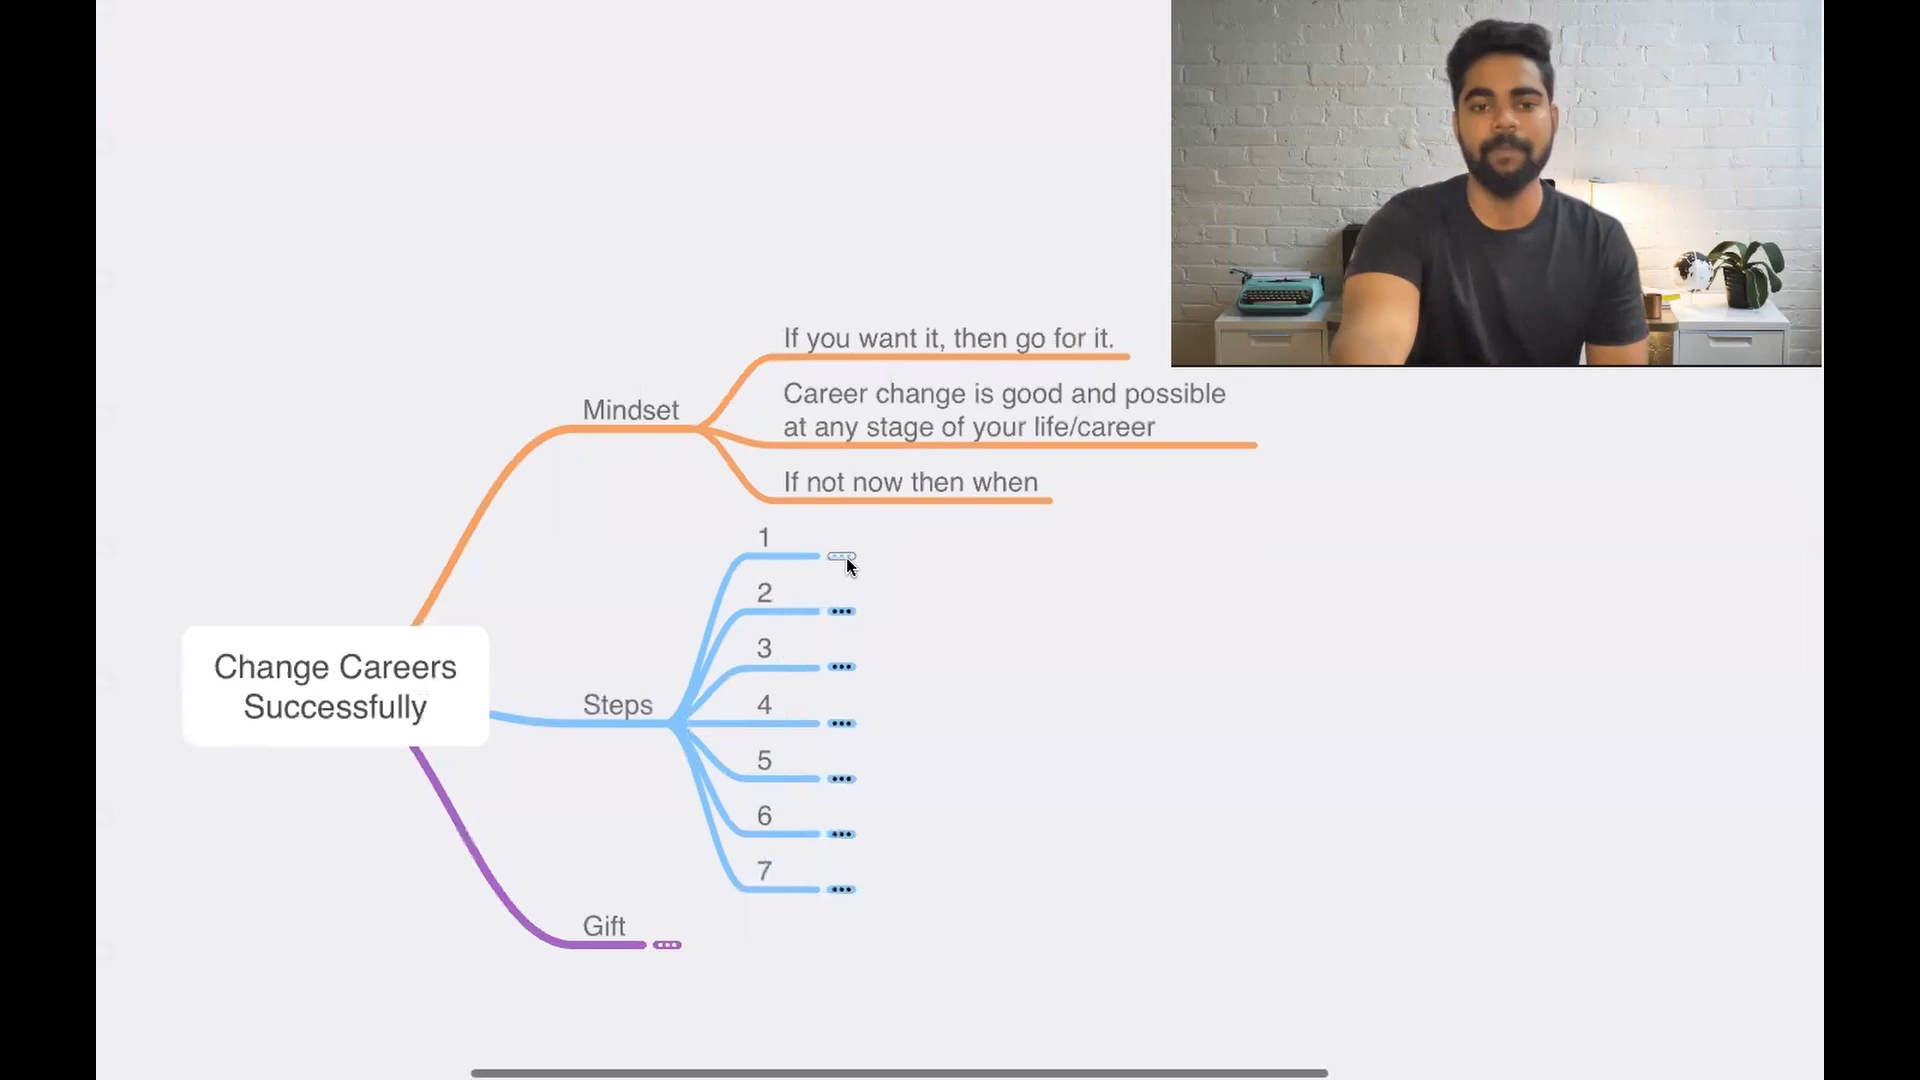 If you want it, then go for it.
Mindset
Career change is good and possible
at any stage of your life/career
If not now then when
Change Careers
Successfully
Steps
1
2
3
4
5
6
7
Gift